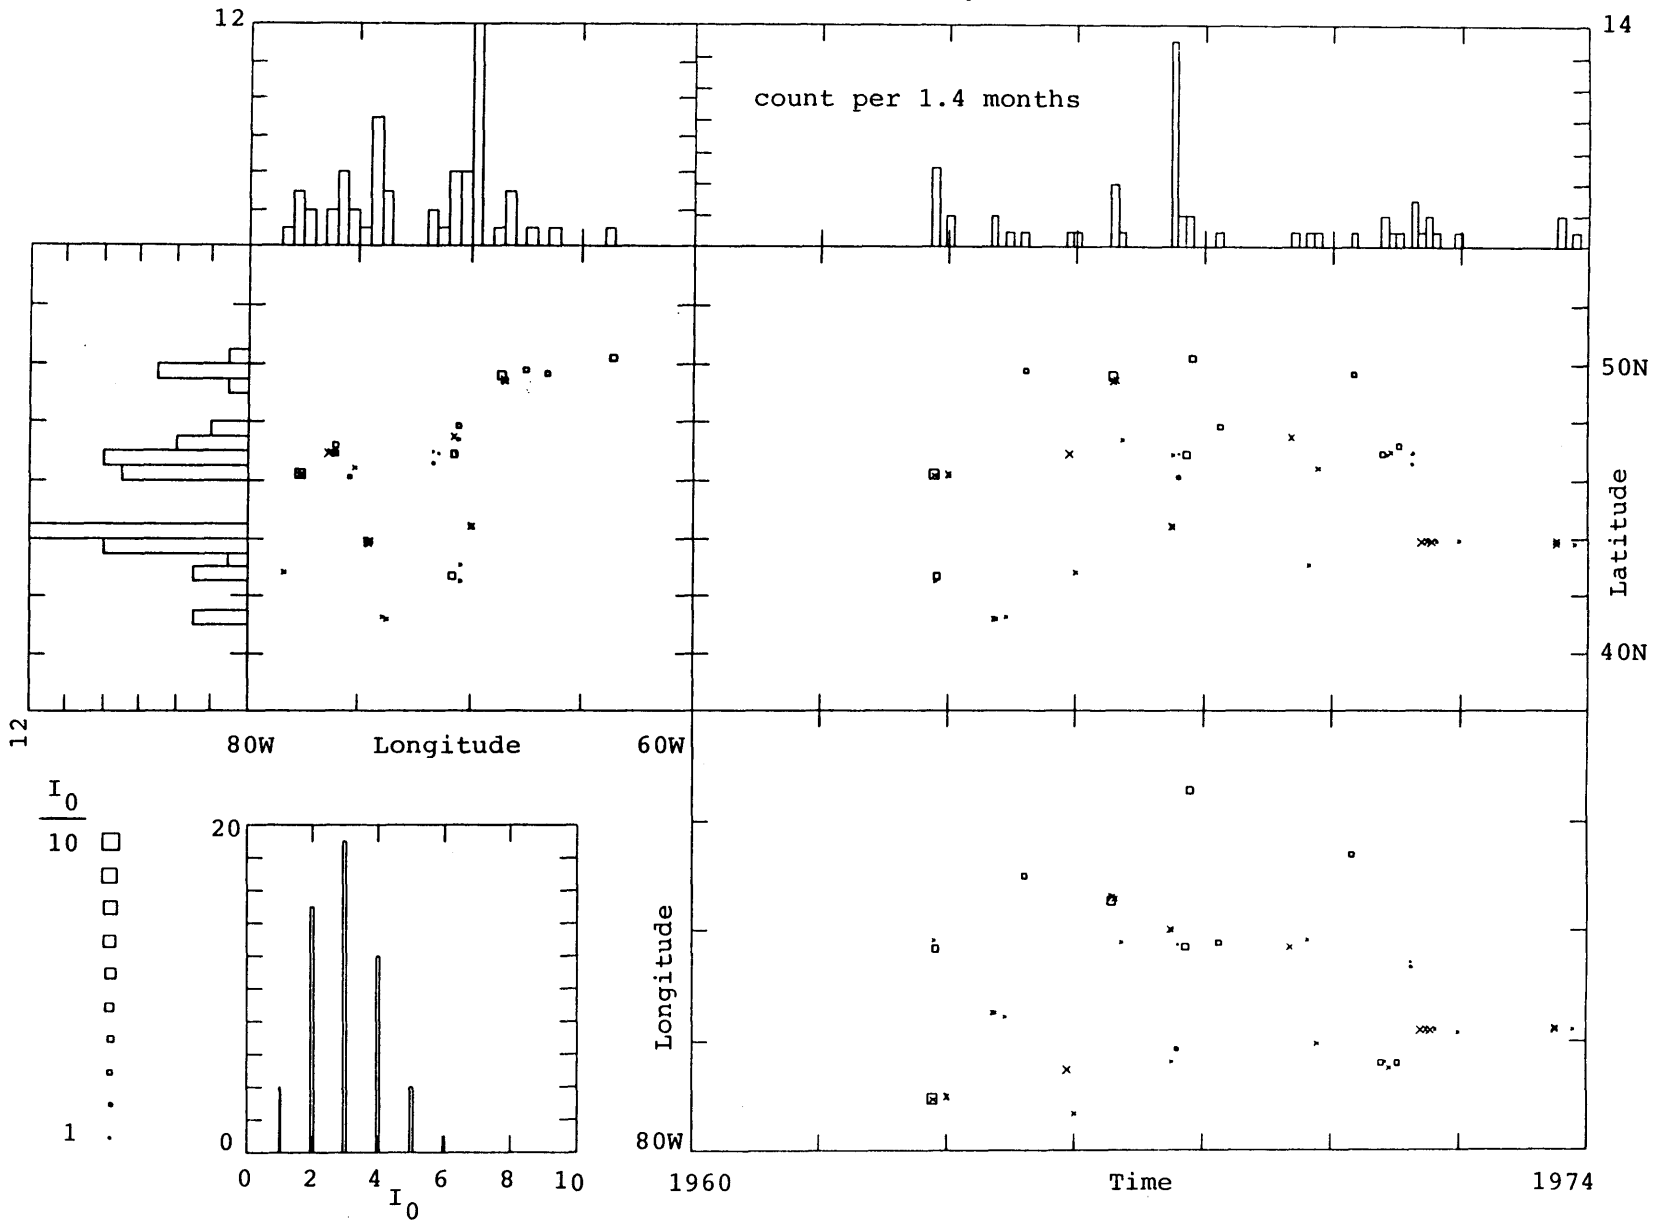 12
14
count per 1.4 months
50N
Latitude
40N
12
80W Longitude 60W
I0
10
1
20
0
0 2 4 6 8 10
I0
Longitude
80W
1960 Time 1974